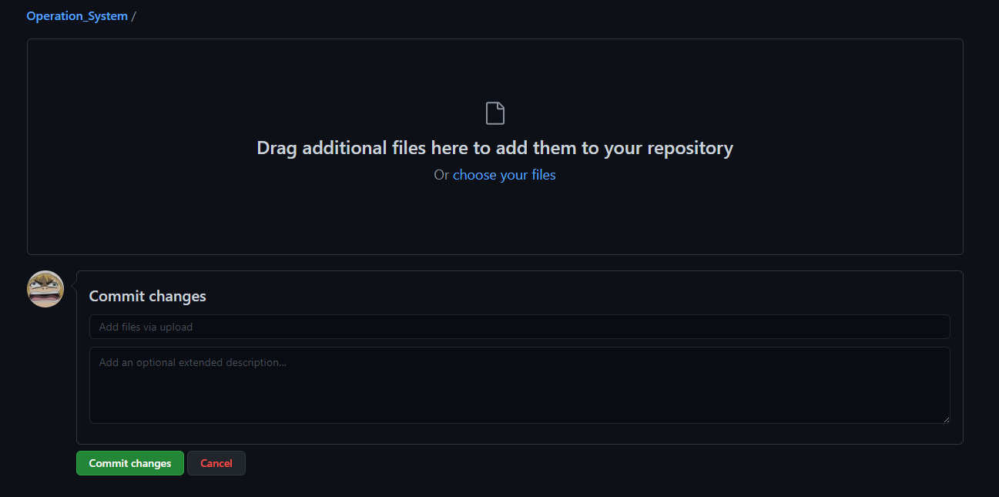 Operation_System /
Drag additional files here to add them to your repository
Or choose your files
Commit changes
Add files via upload
Add an optional extended description...
Commit changes
Cancel